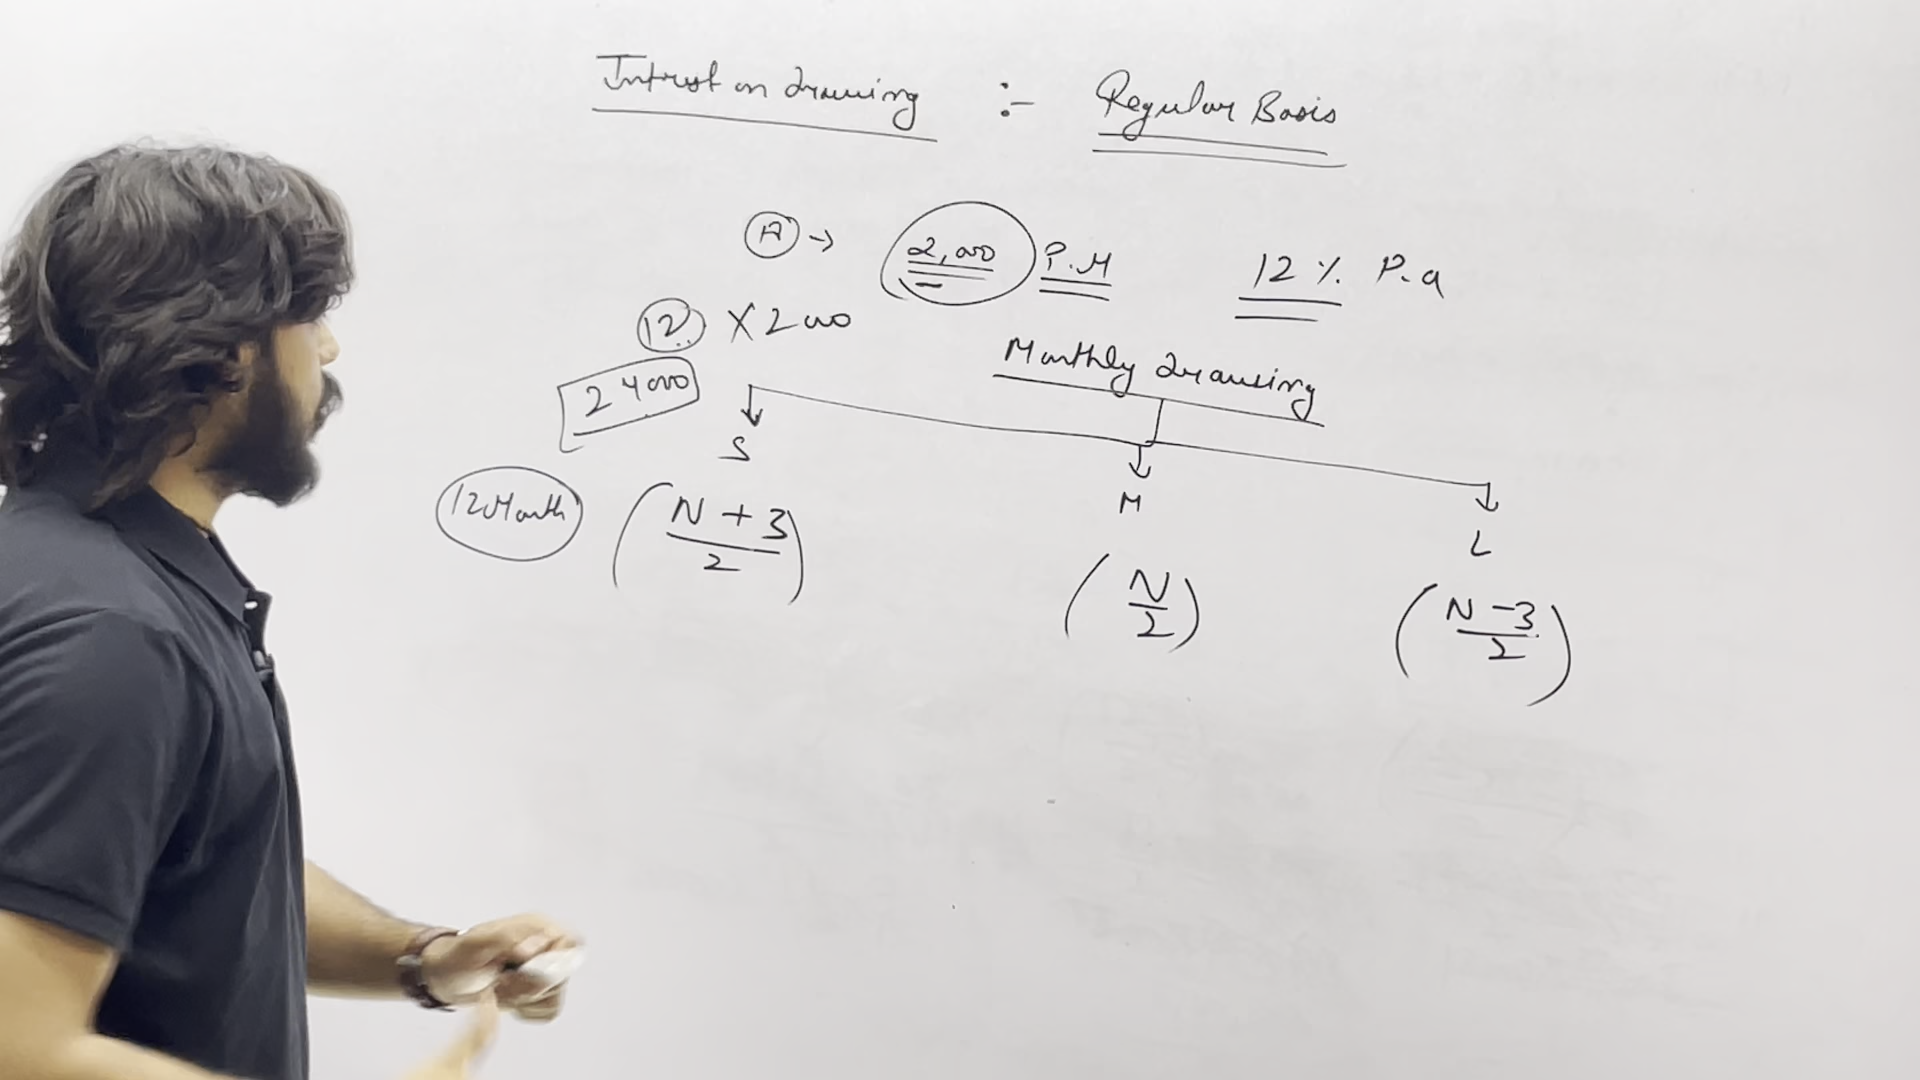 Intrest on drawing :- Regular Basis
(A) → 2,000 P.M 12 % P.a
12 X 2000
24000
Monthly drawing
S M L
12 Month
(N + 3 / 2) (N / 2) (N - 3 / 2)